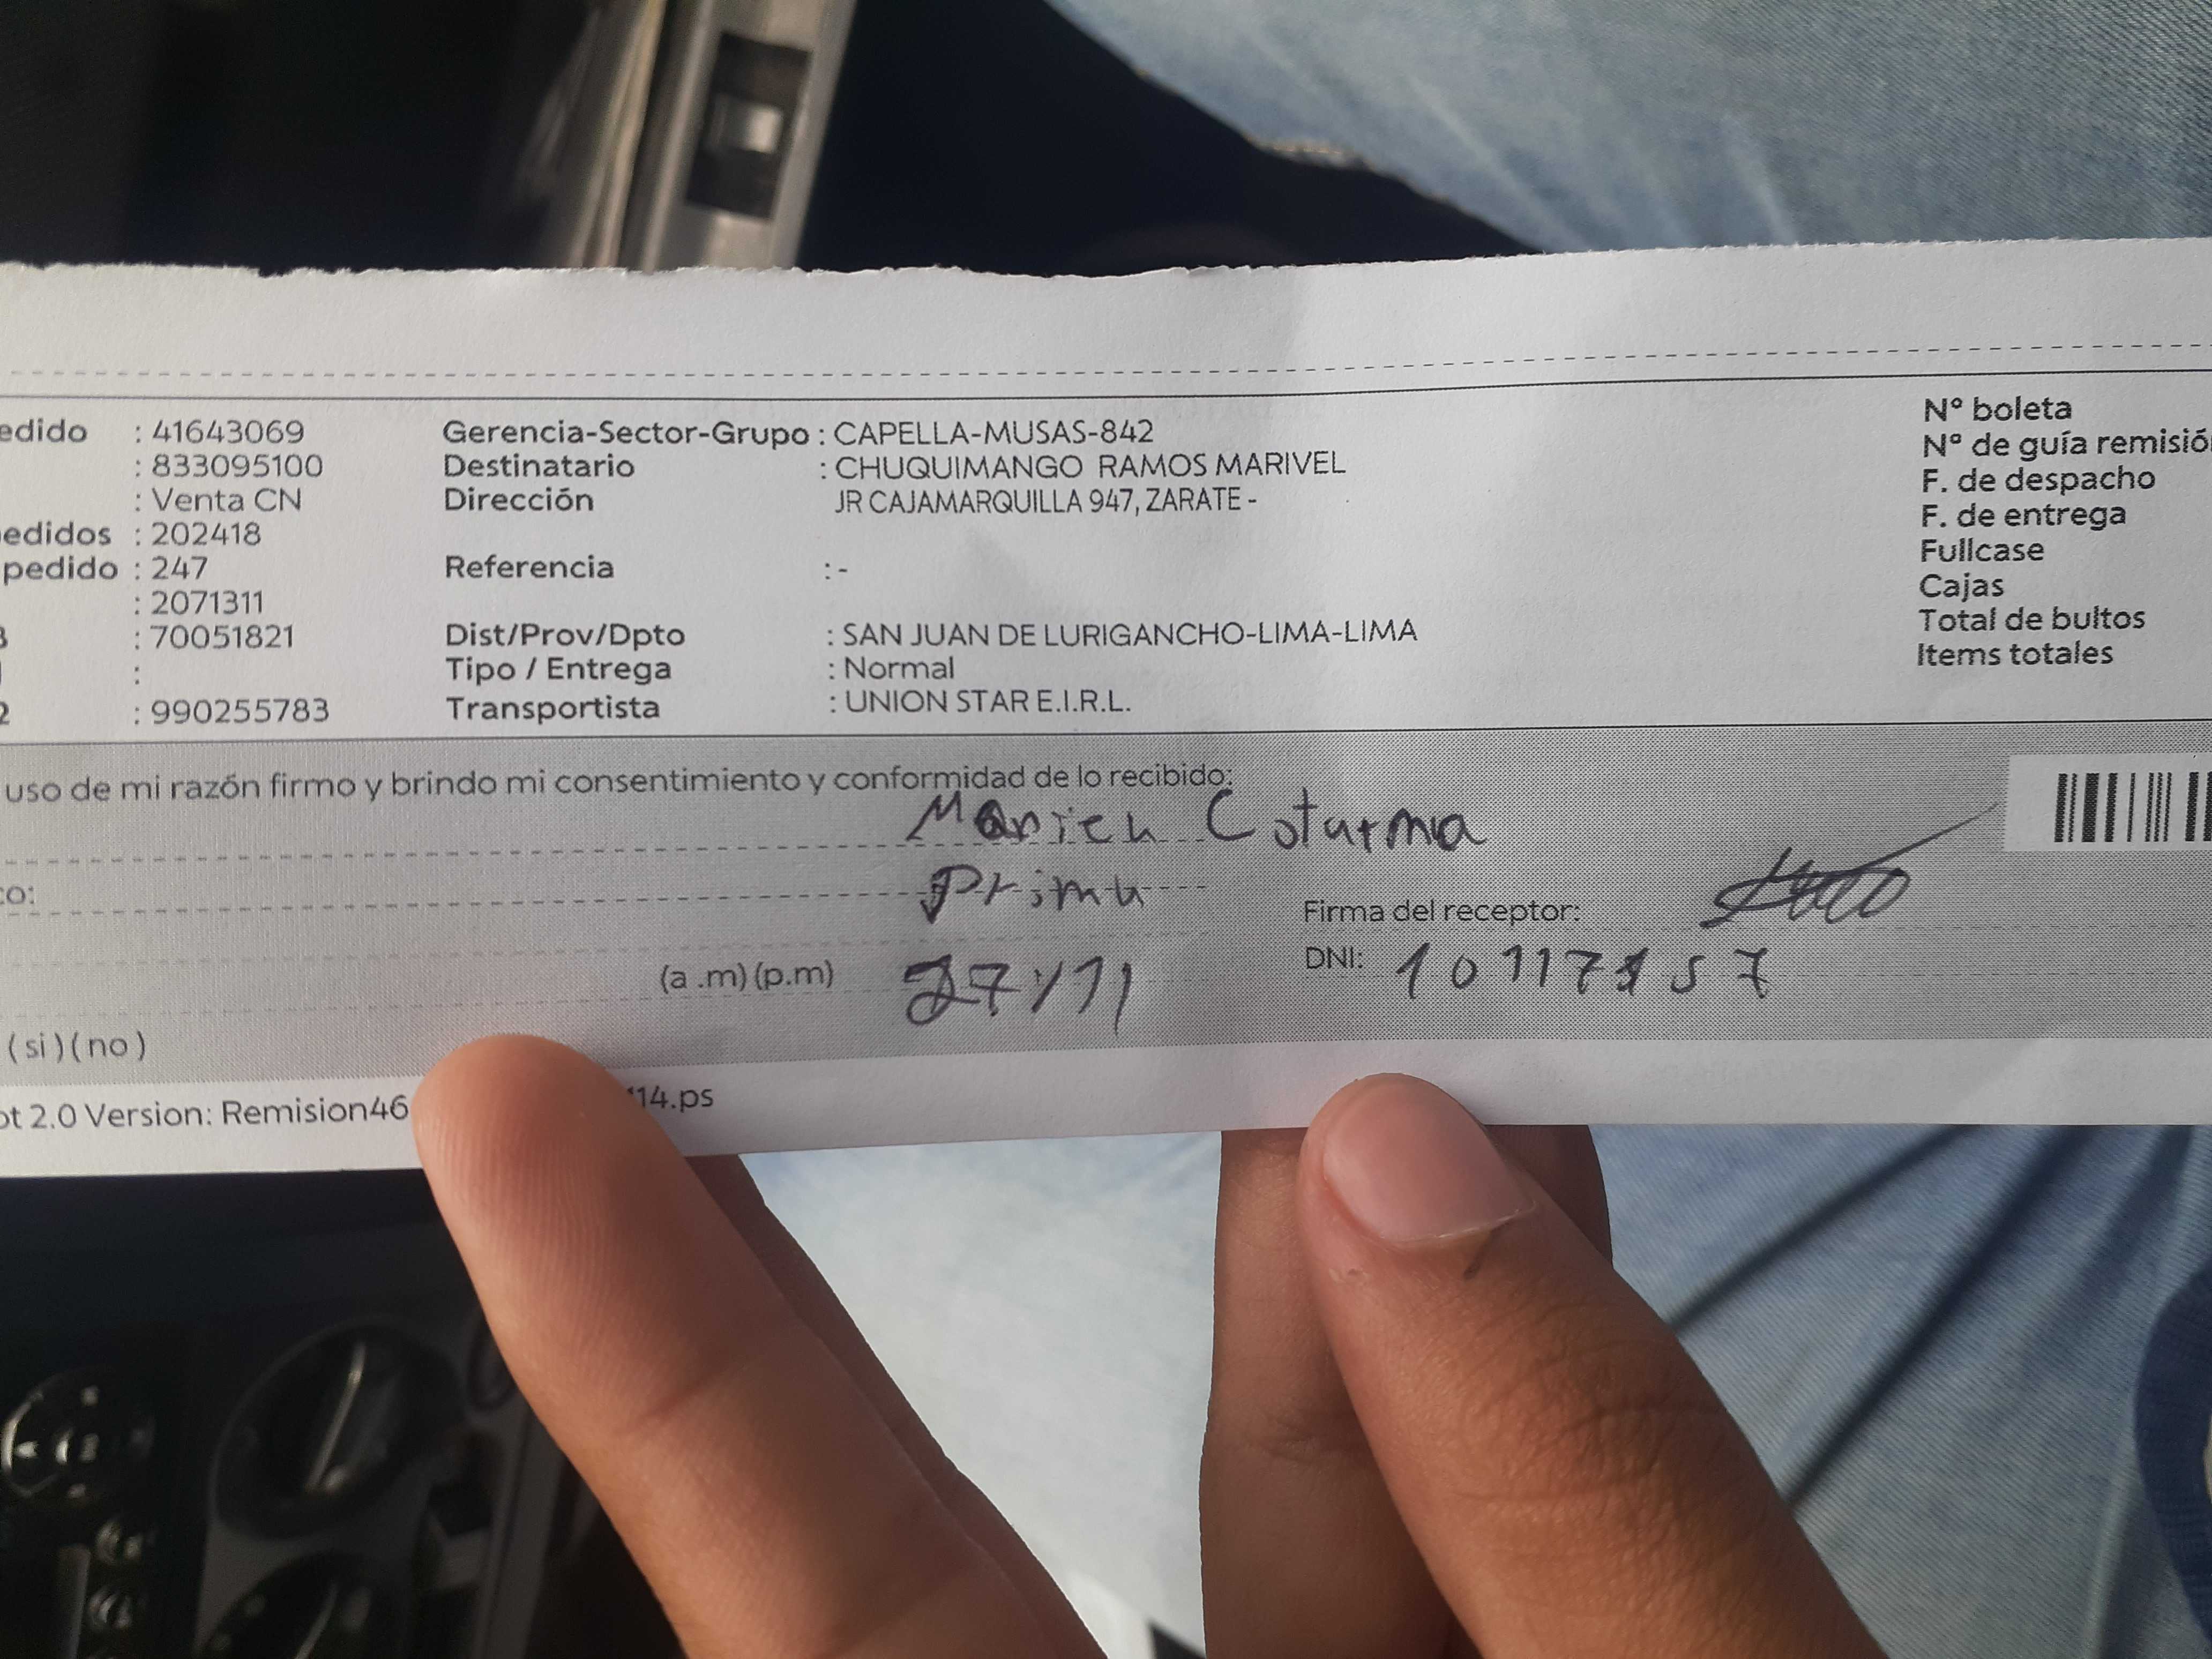 edido : 41643069 Gerencia-Sector-Grupo : CAPELLA-MUSAS-842 Nº boleta
: 833095100 Destinatario : CHUQUIMANGO RAMOS MARIVEL Nº de guía remisió
: Venta CN Dirección JR CAJAMARQUILLA 947, ZARATE - F. de despacho
edidos : 202418 F. de entrega
pedido : 247 Referencia : - Fullcase
: 2071311 Cajas
: 70051821 Dist/Prov/Dpto : SAN JUAN DE LURIGANCHO-LIMA-LIMA Total de bultos
: Tipo / Entrega : Normal Items totales
2 : 990255783 Transportista : UNION STAR E.I.R.L.
uso de mi razón firmo y brindo mi consentimiento y conformidad de lo recibido:
co: Prima
Firma del receptor:
(a .m) (p.m) 27/11 DNI: 10117157
(si) (no)
ot 2.0 Version: Remision46 114.ps